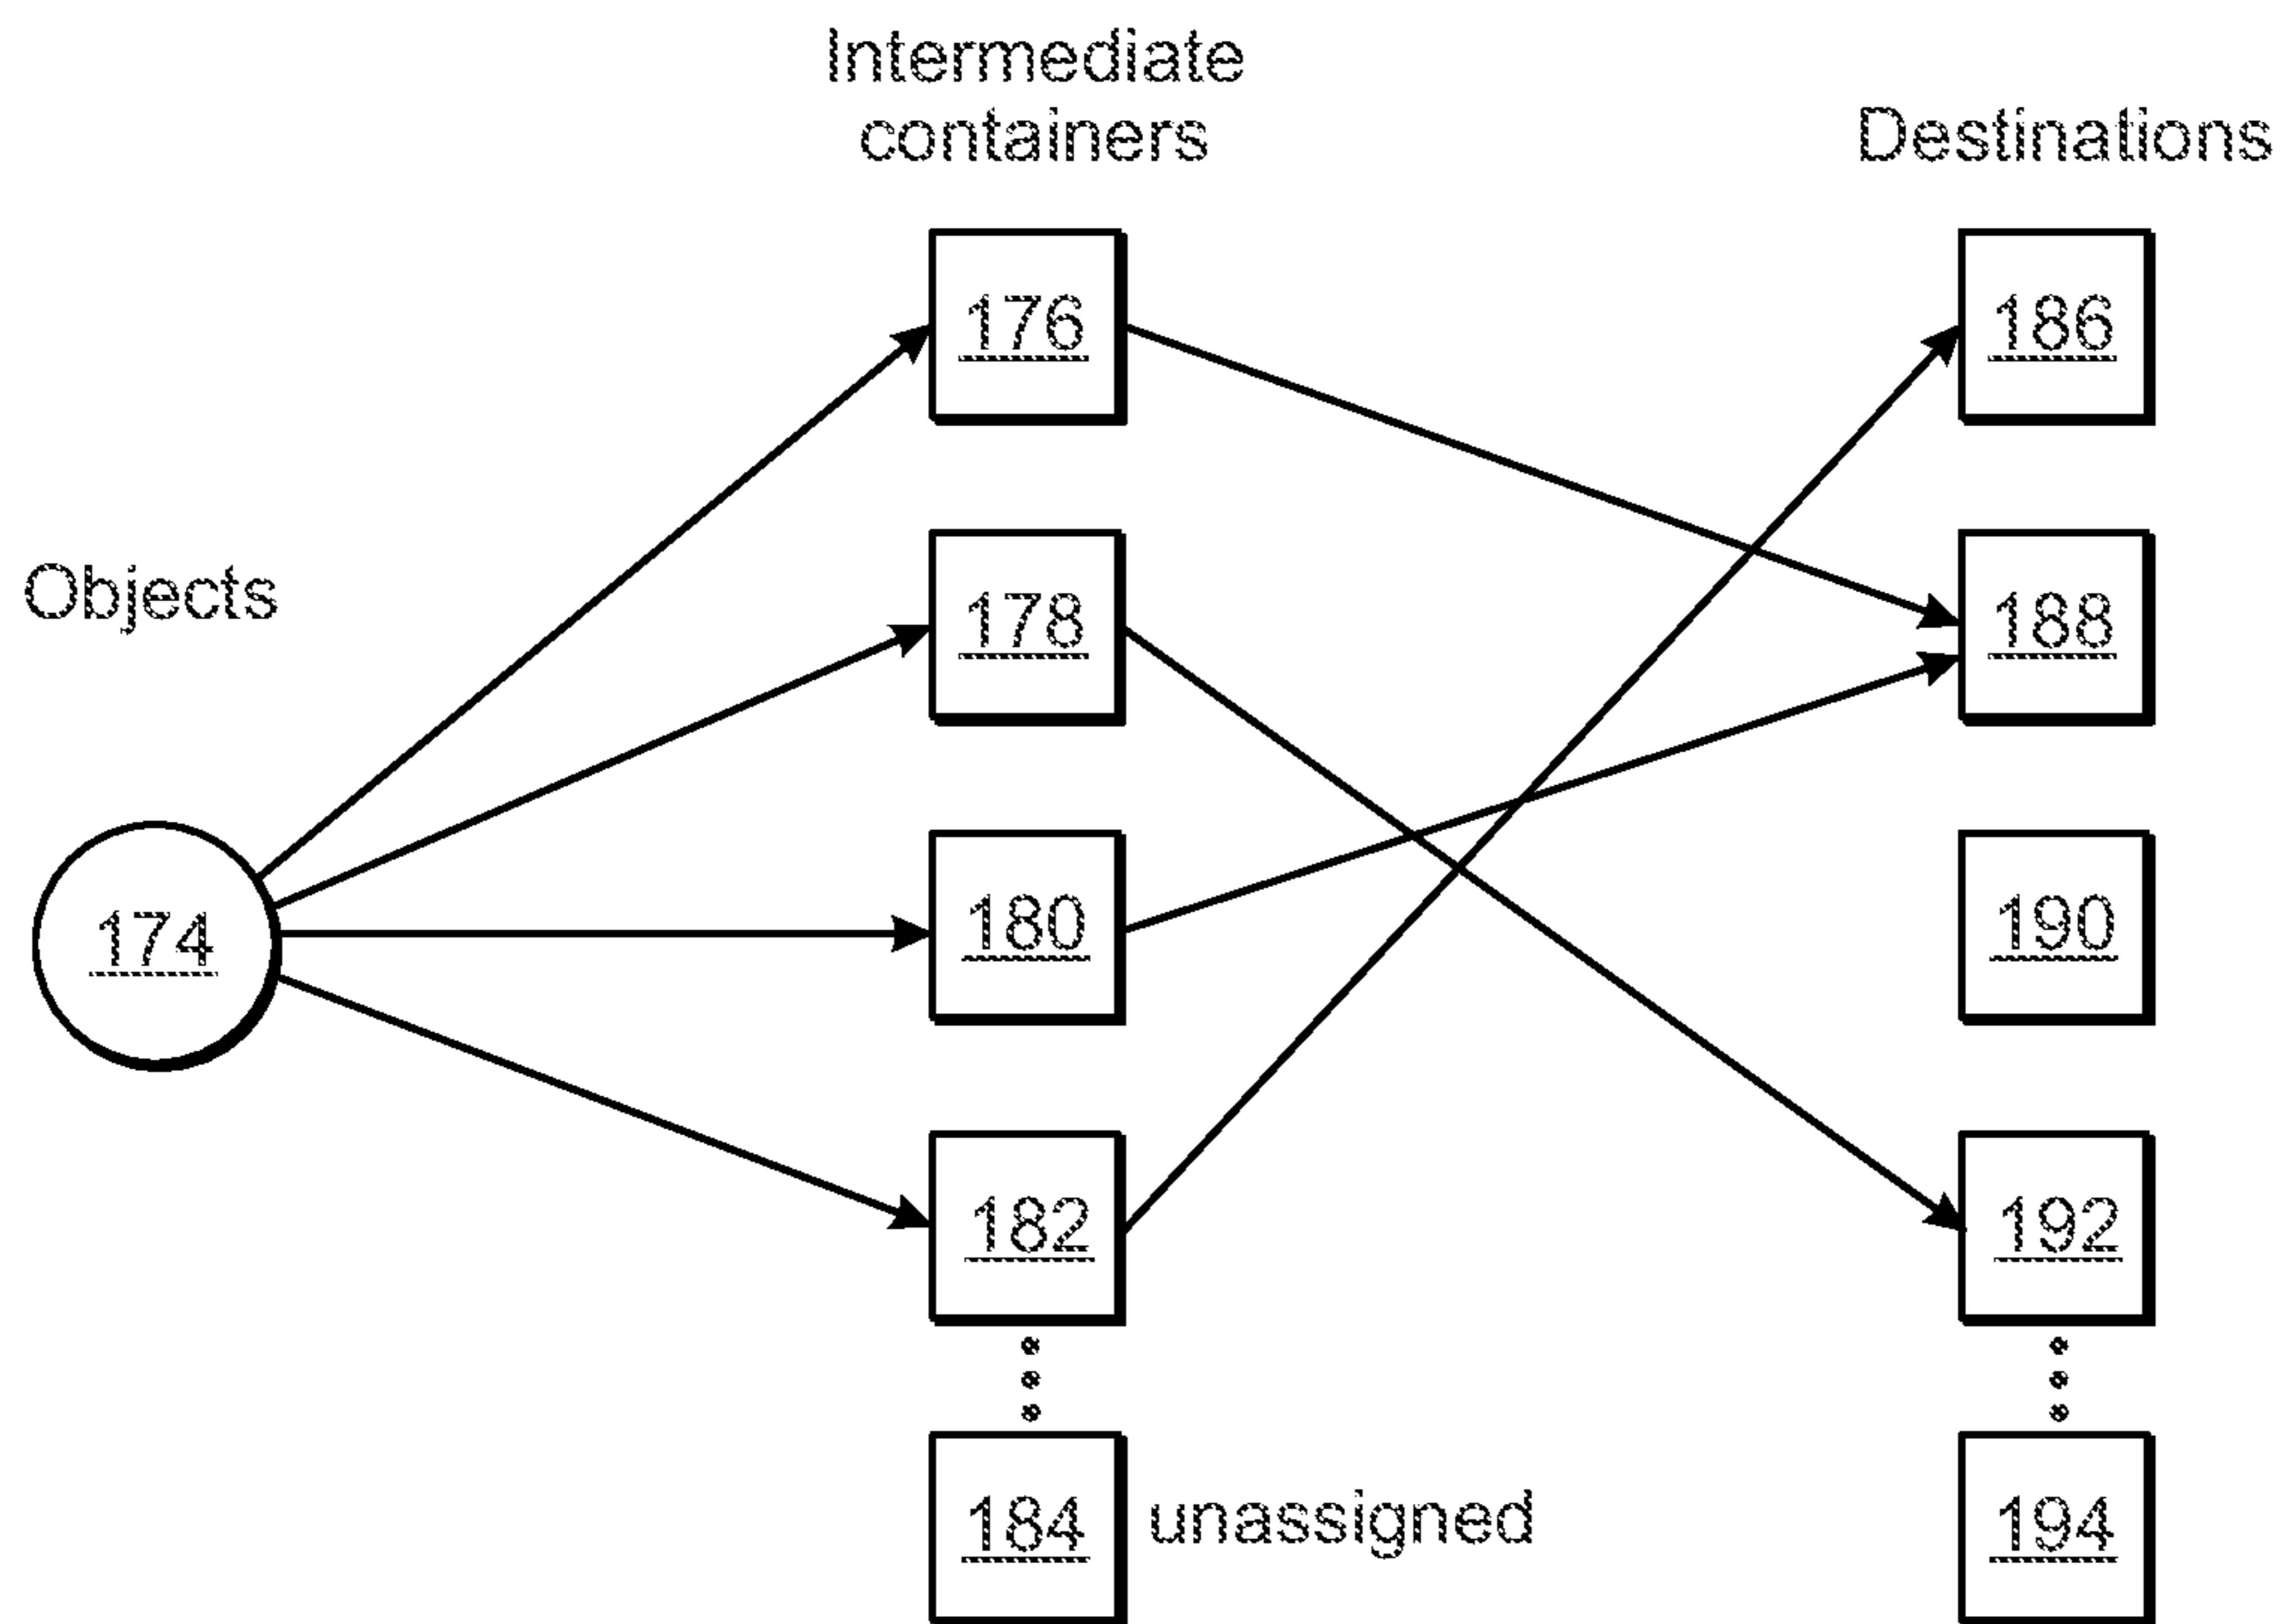 Intermediate
containers
Destinations
Objects
174
176
178
180
182
184
unassigned
186
188
190
192
194